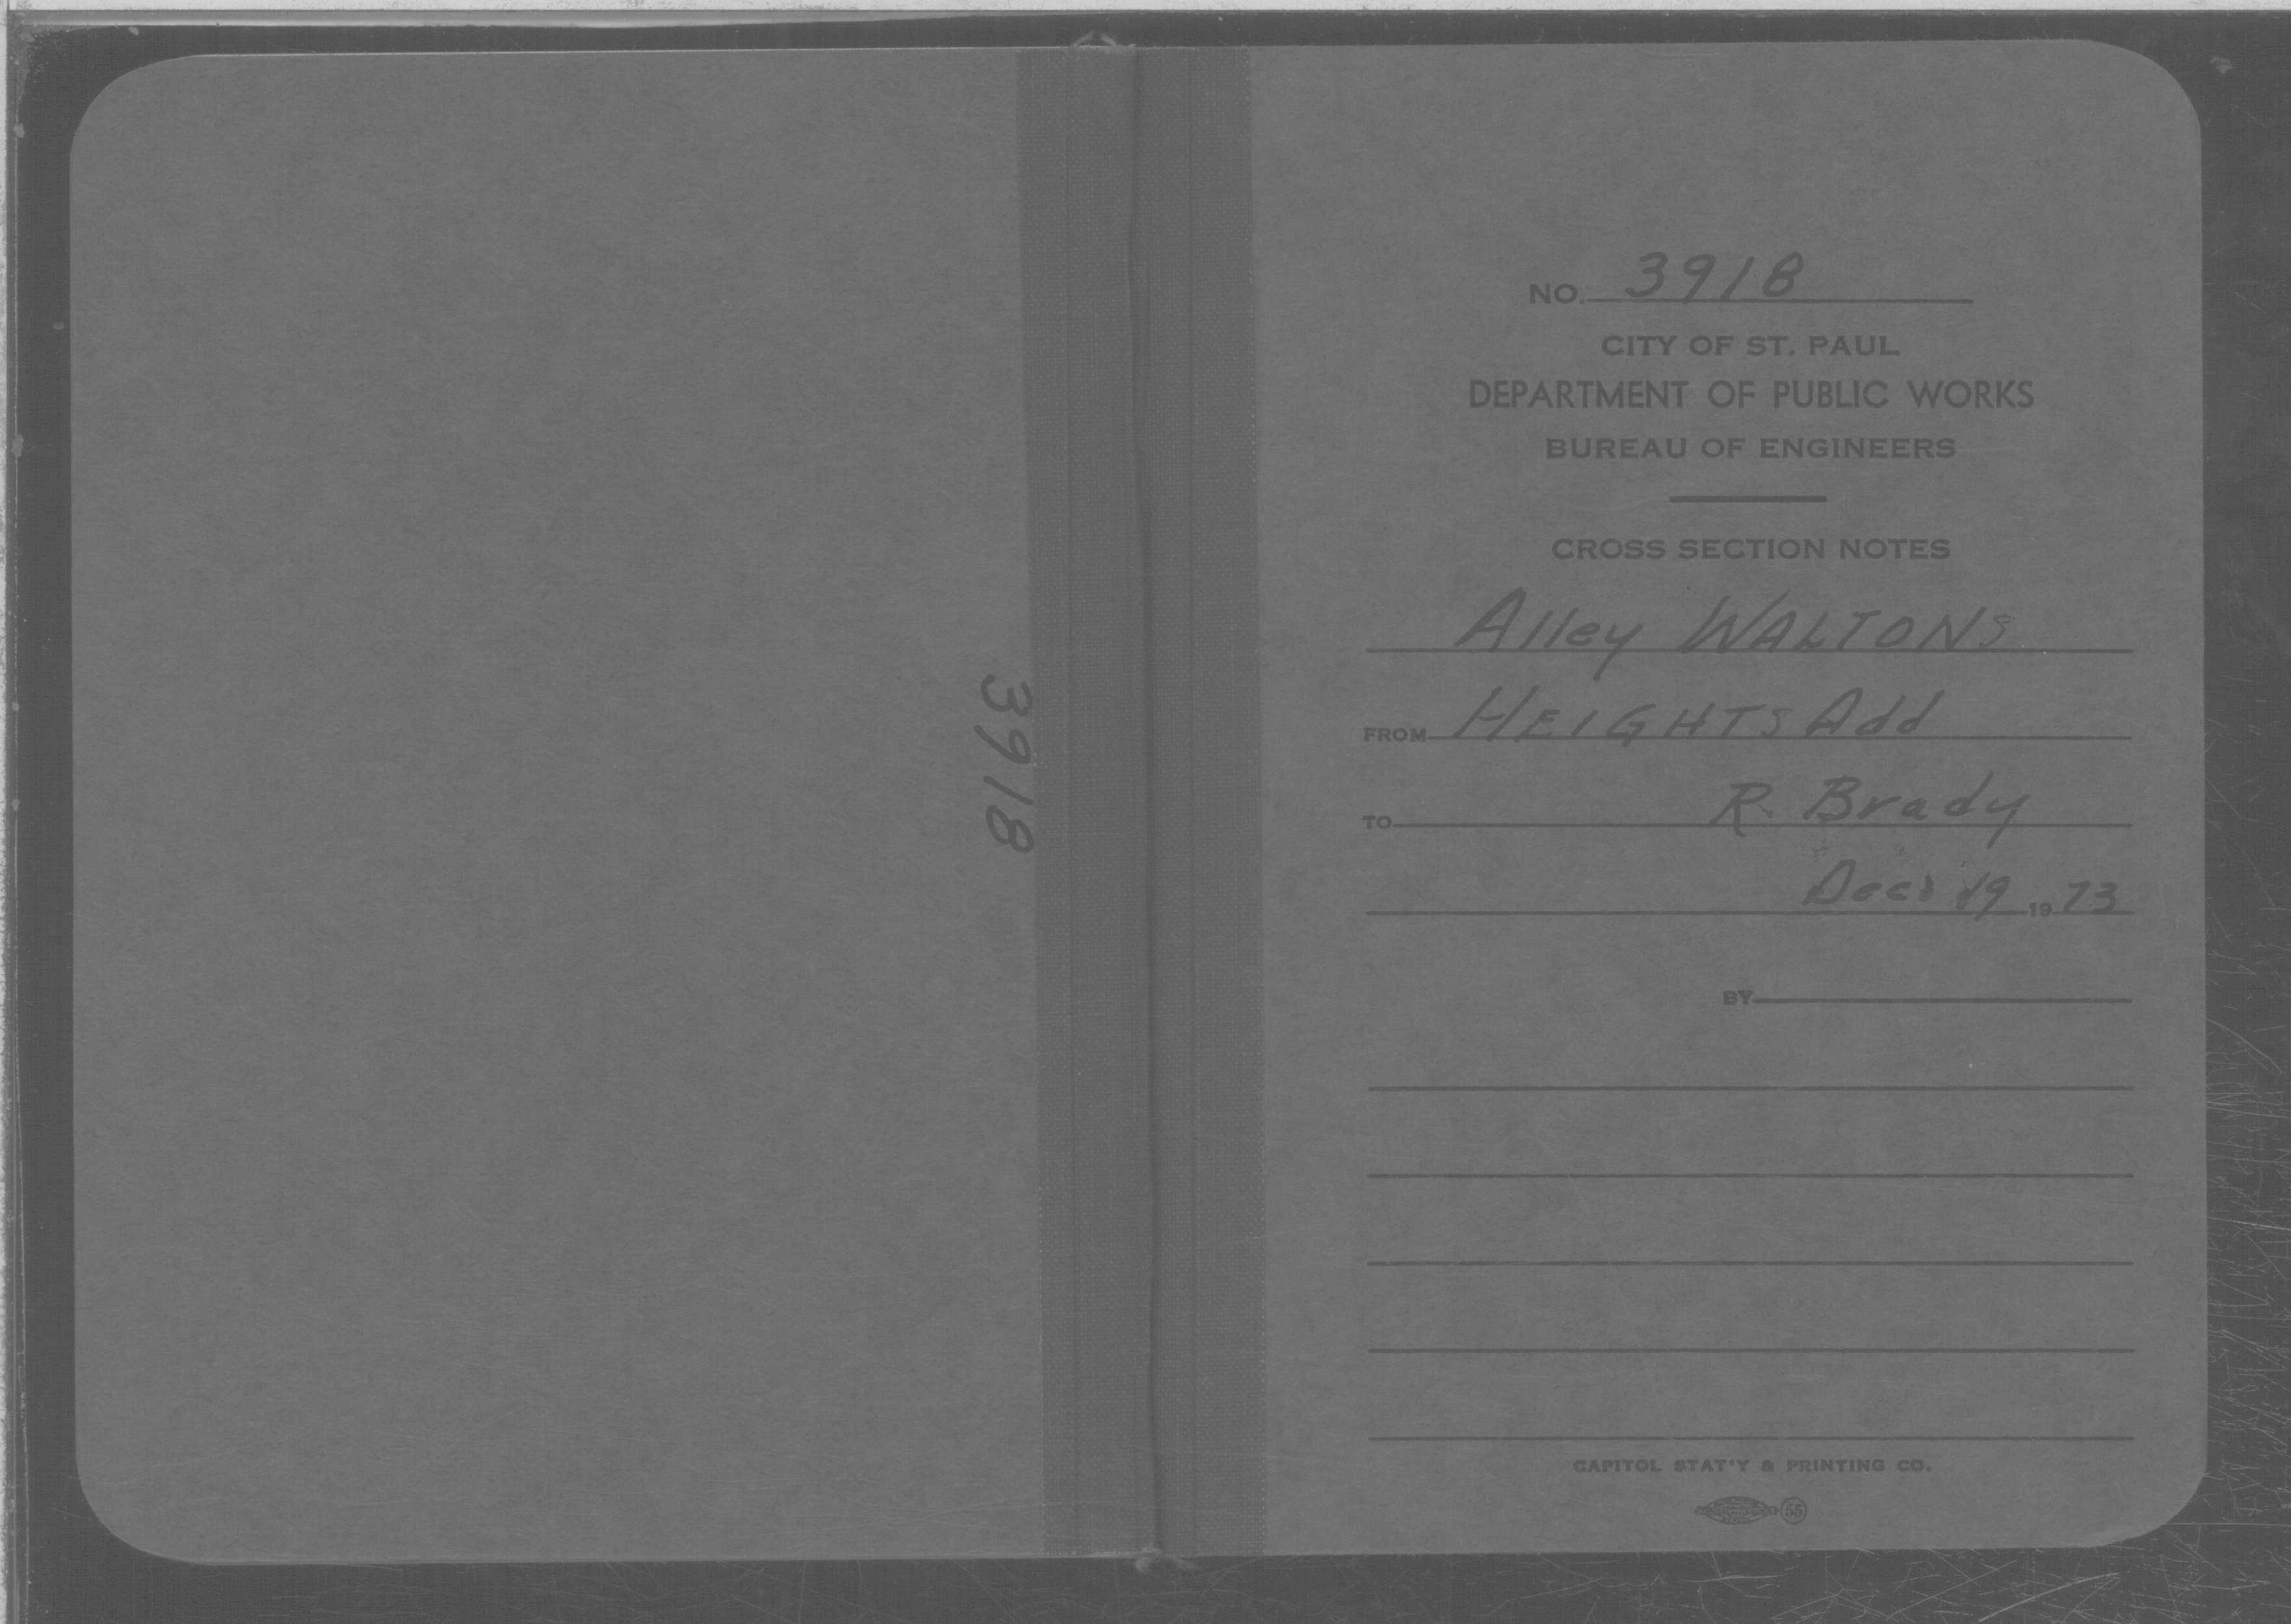 3918
NO. 3918
CITY OF ST. PAUL
DEPARTMENT OF PUBLIC WORKS
BUREAU OF ENGINEERS
CROSS SECTION NOTES
Alley WALTONS
FROM HEIGHTS Add
TO R. Brady
Dec. 19 1973
BY
CAPITOL STAT'Y & PRINTING CO.
55